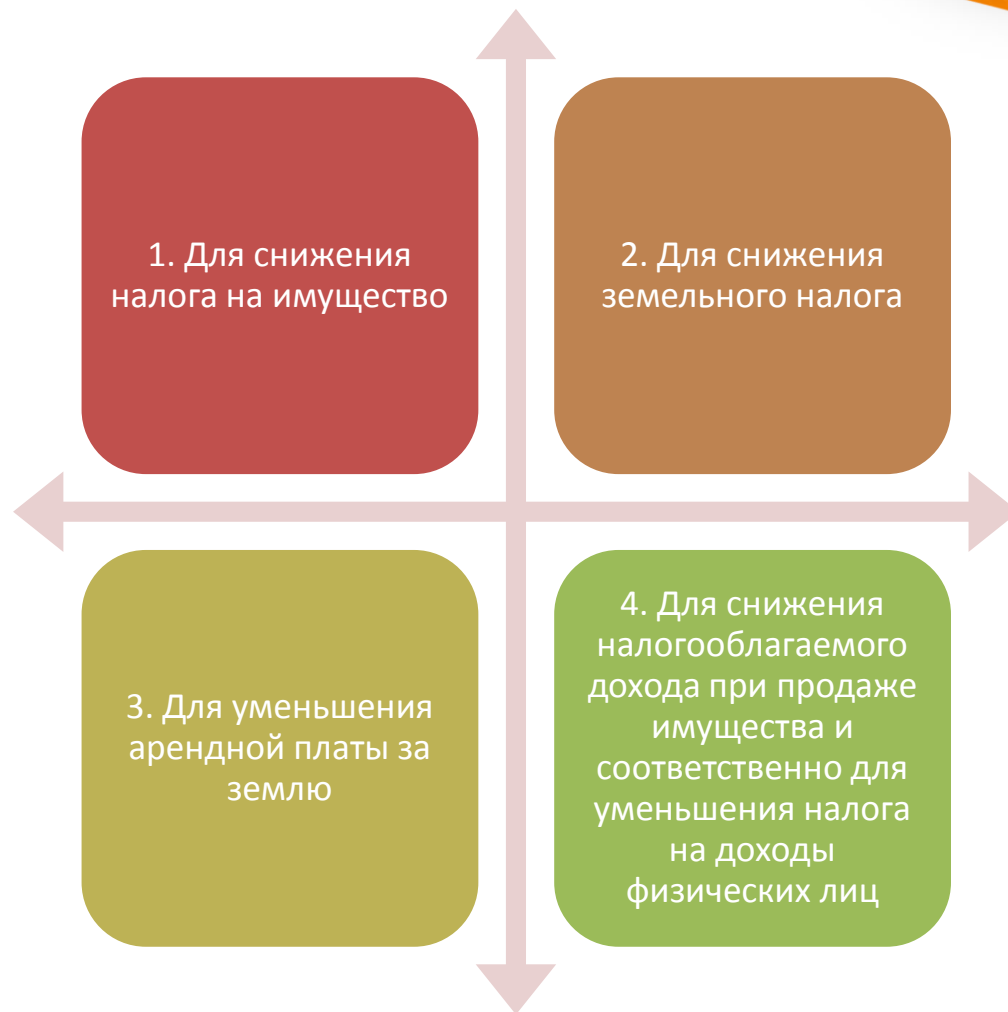 1. Для снижения
налога на имущество
2. Для снижения
земельного налога
3. Для уменьшения
арендной платы за
землю
4. Для снижения
налогооблагаемого
дохода при продаже
имущества и
соответственно для
уменьшения налога
на доходы
физических лиц